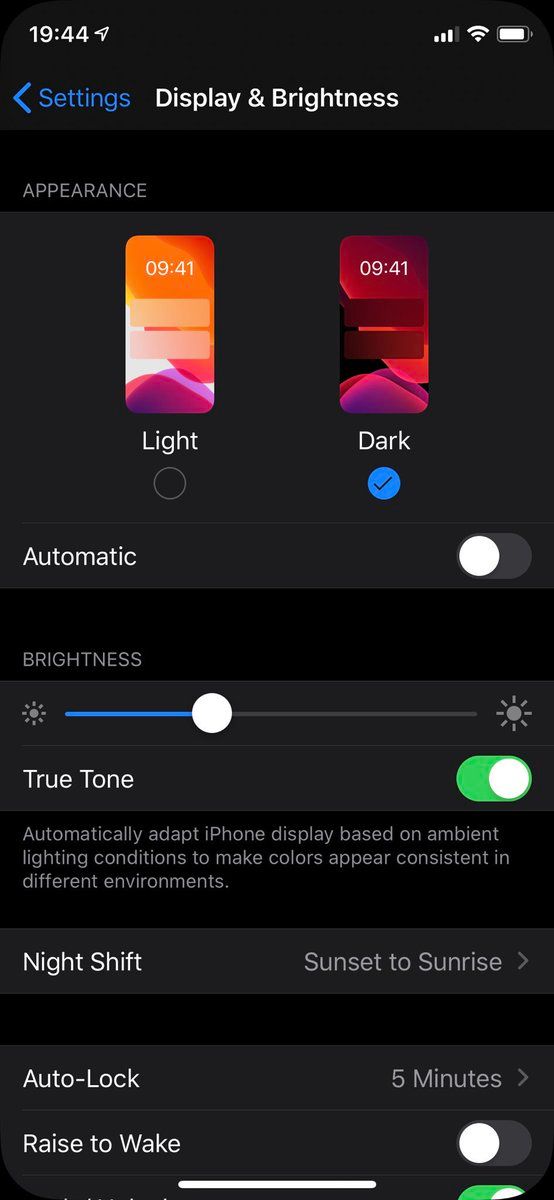 19:44
Settings Display & Brightness
APPEARANCE
09:41 09:41
Light Dark
Automatic
BRIGHTNESS
True Tone
Automatically adapt iPhone display based on ambient
lighting conditions to make colors appear consistent in
different environments.
Night Shift Sunset to Sunrise
Auto-Lock 5 Minutes
Raise to Wake